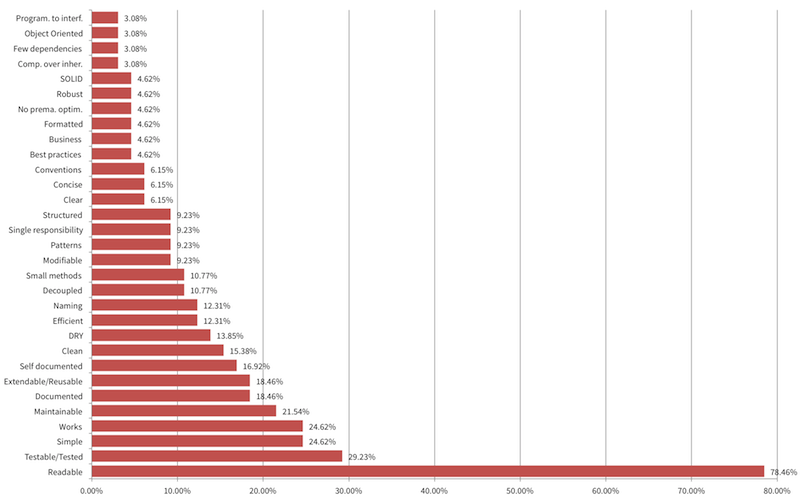 Program. to interf. 3.08%
Object Oriented 3.08%
Few dependencies 3.08%
Comp. over inher. 3.08%
SOLID 4.62%
Robust 4.62%
No prema. optim. 4.62%
Formatted 4.62%
Business 4.62%
Best practices 4.62%
Conventions 6.15%
Concise 6.15%
Clear 6.15%
Structured 9.23%
Single responsibility 9.23%
Patterns 9.23%
Modifiable 9.23%
Small methods 10.77%
Decoupled 10.77%
Naming 12.31%
Efficient 12.31%
DRY 13.85%
Clean 15.38%
Self documented 16.92%
Extendable/Reusable 18.46%
Documented 18.46%
Maintainable 21.54%
Works 24.62%
Simple 24.62%
Testable/Tested 29.23%
Readable 78.46%
0.00% 10.00% 20.00% 30.00% 40.00% 50.00% 60.00% 70.00% 80.00%